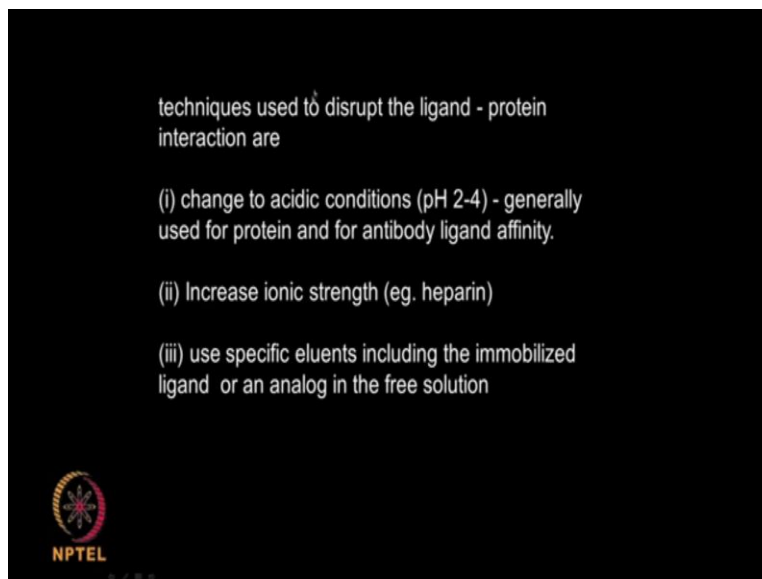 techniques used to disrupt the ligand - protein
interaction are
(i) change to acidic conditions (pH 2-4) - generally
used for protein and for antibody ligand affinity.
(ii) Increase ionic strength (eg. heparin)
(iii) use specific eluents including the immobilized
ligand or an analog in the free solution
NPTEL